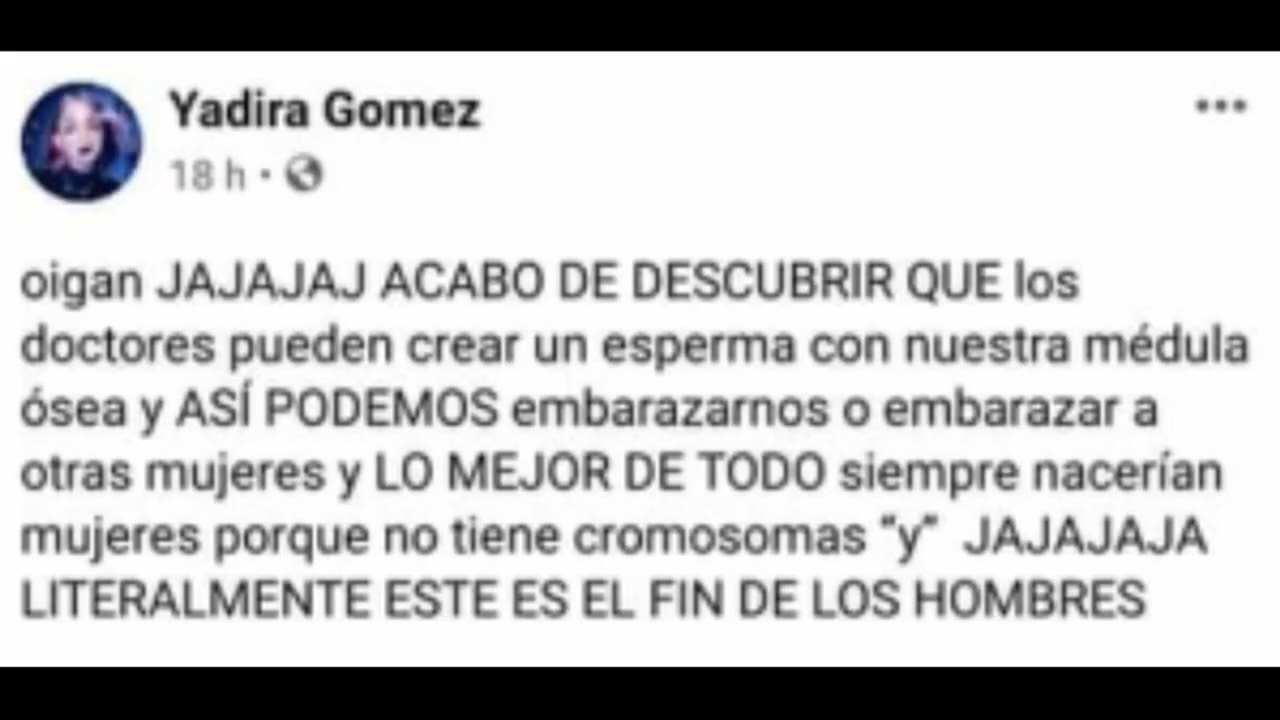 Yadira Gomez
18 h ·
oigan JAJAJAJ ACABO DE DESCUBRIR QUE los
doctores pueden crear un esperma con nuestra médula
ósea y ASÍ PODEMOS embarazarnos o embarazar a
otras mujeres y LO MEJOR DE TODO siempre nacerían
mujeres porque no tiene cromosomas “y” JAJAJAJA
LITERALMENTE ESTE ES EL FIN DE LOS HOMBRES